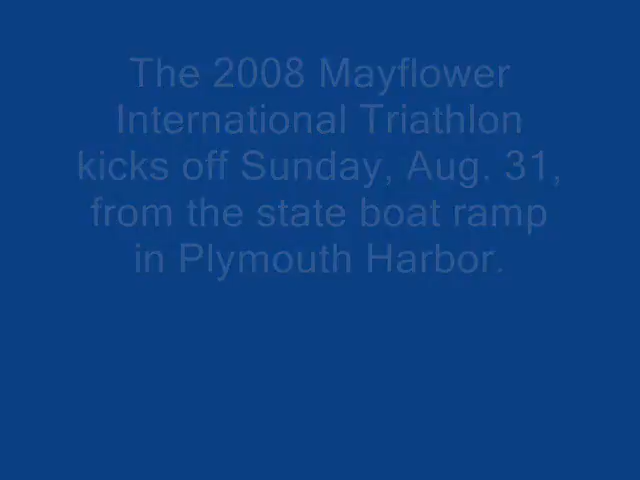 The 2008 Mayflower
International Triathlon
kicks off Sunday, Aug. 31,
from the state boat ramp
in Plymouth Harbor.